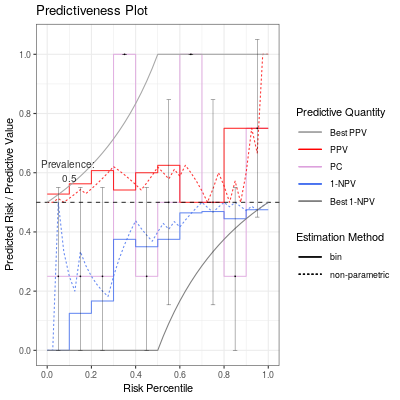 Predictiveness Plot
Predicted Risk / Predictive Value
1.0
0.8
0.6
0.4
0.2
0.0
Prevalence:
0.5
0.0 0.2 0.4 0.6 0.8 1.0
Risk Percentile
Predictive Quantity
Best PPV
PPV
PC
1-NPV
Best 1-NPV
Estimation Method
bin
non-parametric